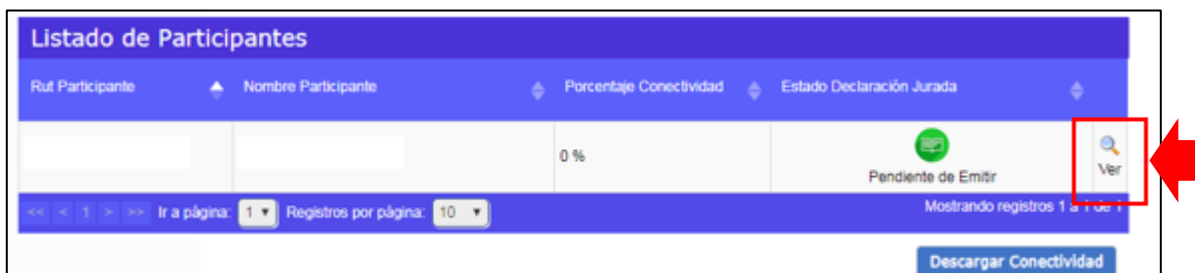 Listado de Participantes
Rut Participante Nombre Participante Porcentaje Conectividad Estado Declaración Jurada
0 %
Pendiente de Emitir
Ver
<< < 1 > >> Ir a página: 1 Registros por página: 10 Mostrando registros 1 a 1 de 1
Descargar Conectividad